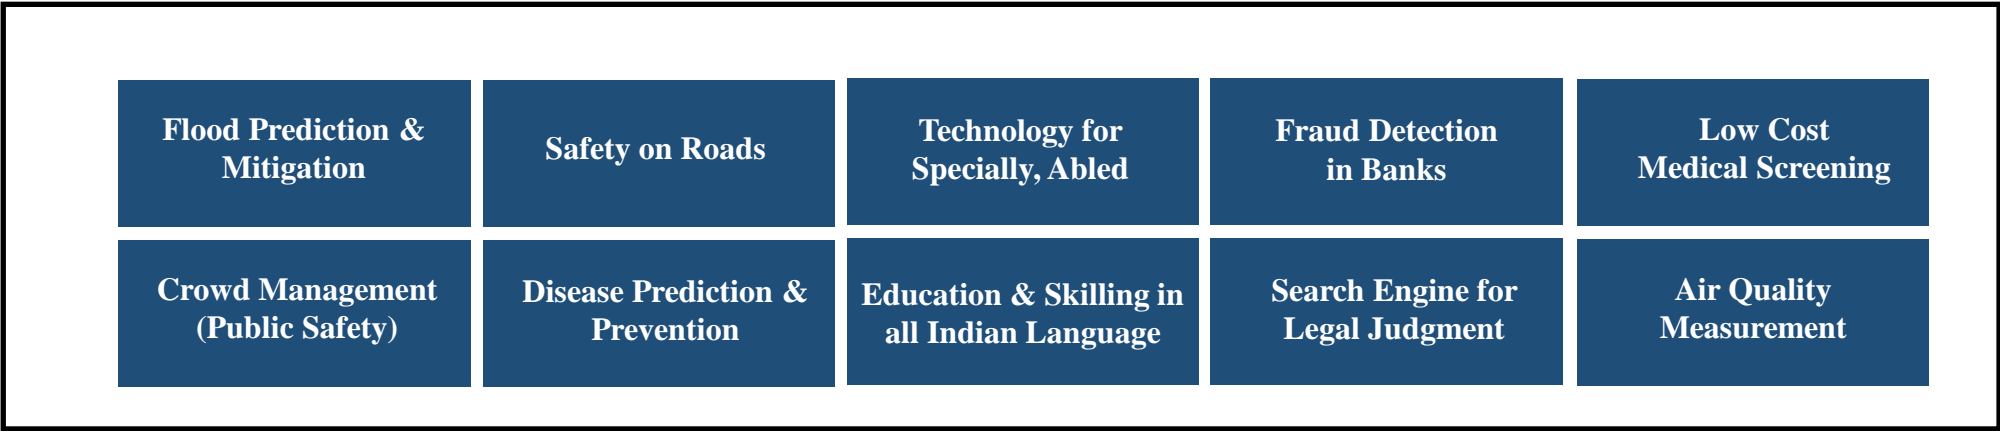 Flood Prediction &
Mitigation
Safety on Roads
Technology for
Specially, Abled
Fraud Detection
in Banks
Low Cost
Medical Screening
Crowd Management
(Public Safety)
Disease Prediction &
Prevention
Education & Skilling in
all Indian Language
Search Engine for
Legal Judgment
Air Quality
Measurement